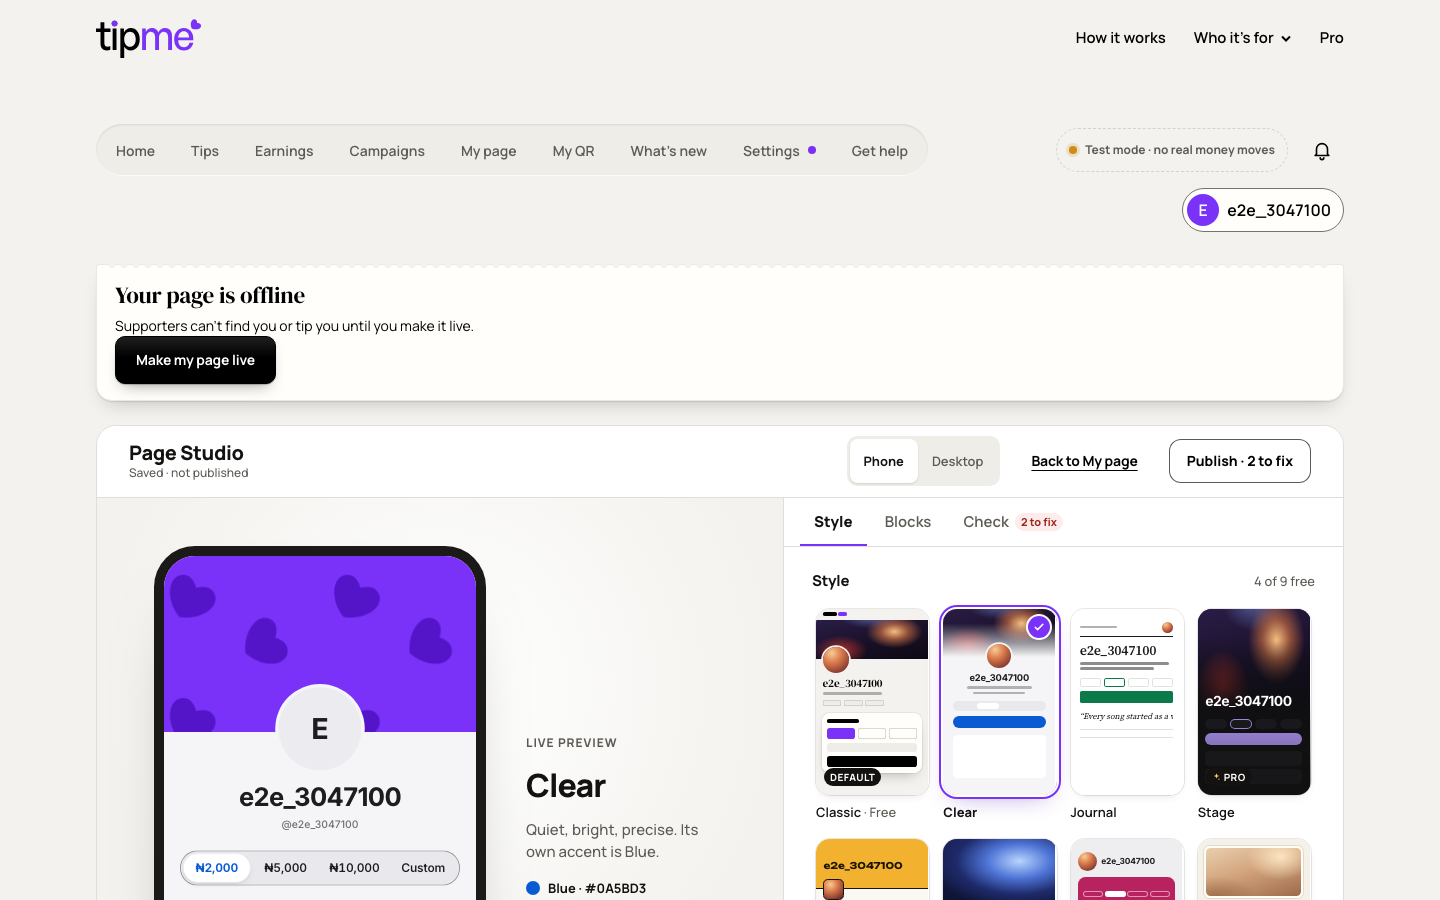 tipme
How it works
Who it's for
Pro
Home
Tips
Earnings
Campaigns
My page
My QR
What's new
Settings
Get help
Test mode · no real money moves
E
e2e_3047100
Your page is offline
Supporters can't find you or tip you until you make it live.
Make my page live
Page Studio
Saved · not published
Phone
Desktop
Back to My page
Publish · 2 to fix
Style
Blocks
Check
2 to fix
E
e2e_3047100
@e2e_3047100
₦2,000
₦5,000
₦10,000
Custom
LIVE PREVIEW
Clear
Quiet, bright, precise. Its
own accent is Blue.
Blue · #0A5BD3
Style
4 of 9 free
e2e_3047100
DEFAULT
Classic · Free
e2e_3047100
Clear
e2e_3047100
"Every song started as a
Journal
e2e_3047100
PRO
Stage
e2e_3047100
e2e_3047100